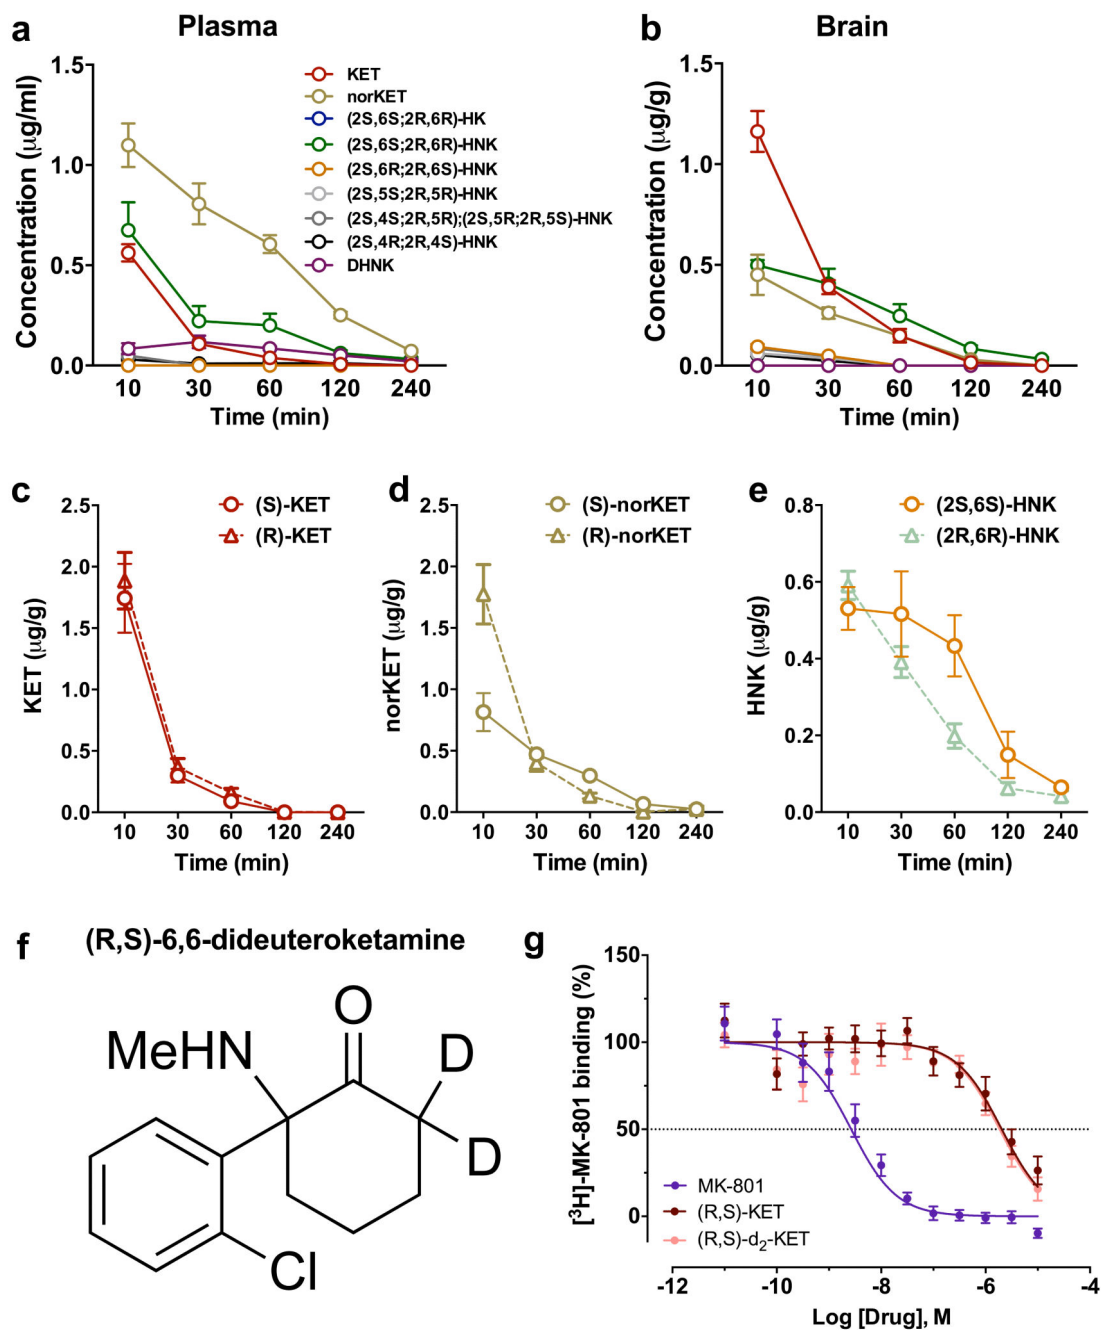 a
Plasma
Concentration (μg/ml)
1.5
1.0
0.5
0.0
10 30 60 120 240
Time (min)
KET
norKET
(2S,6S;2R,6R)-HK
(2S,6S;2R,6R)-HNK
(2S,6R;2R,6S)-HNK
(2S,5S;2R,5R)-HNK
(2S,4S;2R,5R);(2S,5R;2R,5S)-HNK
(2S,4R;2R,4S)-HNK
DHNK
b
Brain
Concentration (μg/g)
1.5
1.0
0.5
0.0
10 30 60 120 240
Time (min)
c
KET (μg/g)
2.5
2.0
1.5
1.0
0.5
0.0
10 30 60 120 240
Time (min)
(S)-KET
(R)-KET
d
norKET (μg/g)
2.5
2.0
1.5
1.0
0.5
0.0
10 30 60 120 240
Time (min)
(S)-norKET
(R)-norKET
e
HNK (μg/g)
0.8
0.6
0.4
0.2
0.0
10 30 60 120 240
Time (min)
(2S,6S)-HNK
(2R,6R)-HNK
f
(R,S)-6,6-dideuteroketamine
O
MeHN
D
D
Cl
g
[³H]-MK-801 binding (%)
150
100
50
0
MK-801
(R,S)-KET
(R,S)-d₂-KET
-12 -10 -8 -6 -4
Log [Drug], M